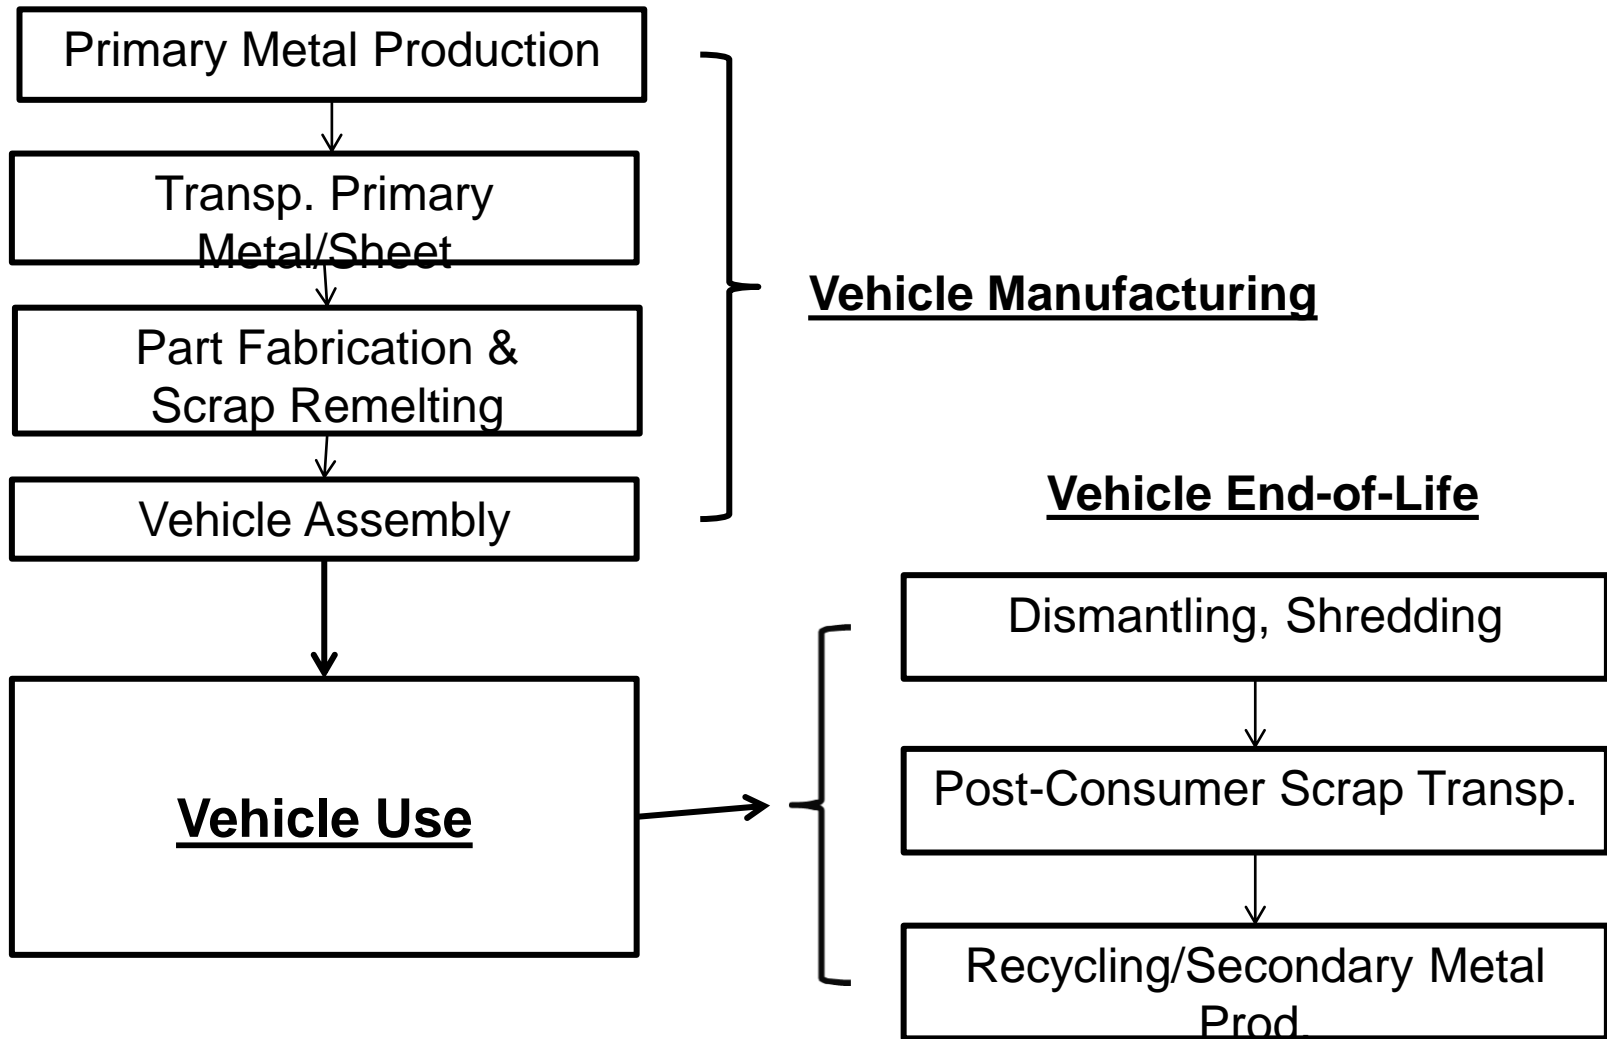 Primary Metal Production
Transp. Primary
Metal/Sheet
Part Fabrication &
Scrap Remelting
Vehicle Assembly
Vehicle Manufacturing
Vehicle Use
Vehicle End-of-Life
Dismantling, Shredding
Post-Consumer Scrap Transp.
Recycling/Secondary Metal
Prod.